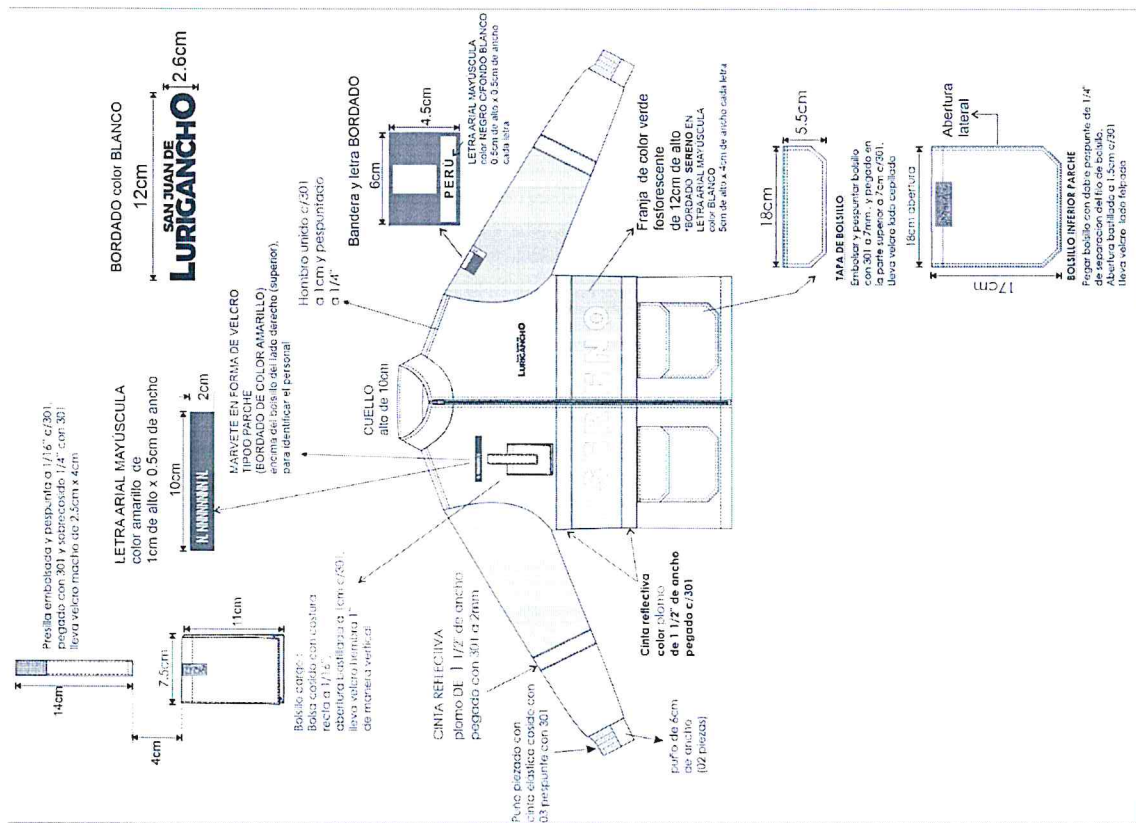 Presilla embolsada y pespunta a 1/16" c/301,
pegado con 301 y sobrecosido 1/4" con 301
lleva velcro macho de 2.5cm x 4cm
14cm
4cm
7.5cm
11cm
Bolsillo cargo:
Bolsa cosido con costura
recta a 1/16",
abertura bastillada a 1cm c/301,
lleva velcro hembra 1"
de manera vertical
LETRA ARIAL MAYÚSCULA
color amarillo de
1cm de alto x 0.5cm de ancho
10cm
2cm
N. NNNNNNN N.
MARVETE EN FORMA DE VELCRO
TIPOO PARCHE
(BORDADO DE COLOR AMARILLO)
encima del bolsillo del lado derecho (superior),
para identificar el personal
BORDADO color BLANCO
12cm
SAN JUAN DE
LURIGANCHO
2.6cm
CUELLO
alto de 10cm
Hombro unido c/301
a 1cm y pespuntado
a 1/4"
Bandera y letra BORDADO
6cm
4.5cm
PERU
LETRA ARIAL MAYÚSCULA
color NEGRO C/FONDO BLANCO
0.5cm de alto x 0.5cm de ancho
cada letra
LURIGANCHO
SERENO
Franja de color verde
fosforescente
de 12cm de alto
*BORDADO SERENO EN
LETRA ARIAL MAYÚSCULA
color BLANCO
5cm de alto x 4cm de ancho cada letra
CINTA REFLECTIVA
plomo DE 1 1/2" de ancho
pegado con 301 a 2mm
Puño piezado con
cinta elastica cosido con
03 pespunte con 301
puño de 6cm
de ancho
(02 piezas)
Cinta reflectiva
color plomo
de 1 1/2" de ancho
pegado c/301
18cm
5.5cm
TAPA DE BOLSILLO
Embolsar y pespuntar bolsillo
con 301 a 7mm, y pegado en
la parte superior a 7cm c/301,
lleva velcro lado cepillado
18cm abertura
Abertura
lateral
17cm
BOLSILLO INFERIOR PARCHE
Pegar bolsillo con doble pespunte de 1/4"
de separación del filo de bolsillo.
Abertura bastillado a 1.5cm c/301
lleva velcro lado felpado